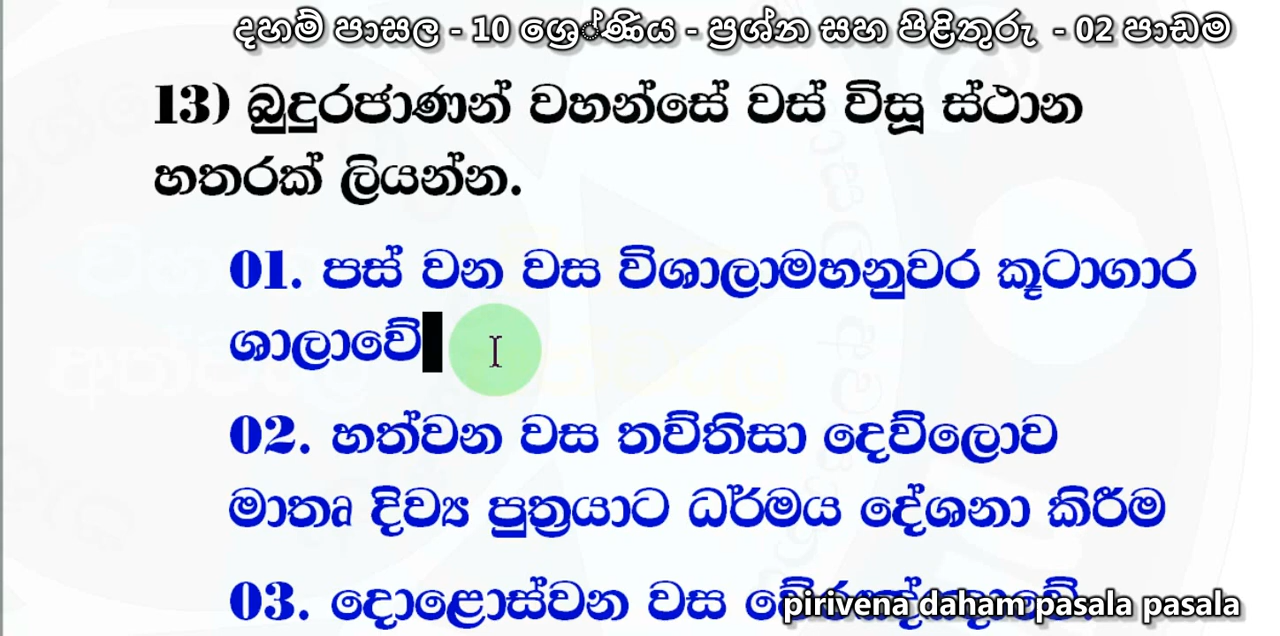 දහම් පාසල - 10 ශ්‍රේණිය - ප්‍රශ්න සහ පිළිතුරු - 02 පාඩම
13) බුදුරජාණන් වහන්සේ වස් විසූ ස්ථාන
හතරක් ලියන්න.
01. පස් වන වස විශාලාමහනුවර කූටාගාර
ශාලාවේ
02. හත්වන වස තව්තිසා දෙව්ලොව
මාතෘ දිව්‍ය පුත්‍රයාට ධර්මය දේශනා කිරීම
03. දොළොස්වන වස
pirivena daham pasala pasala